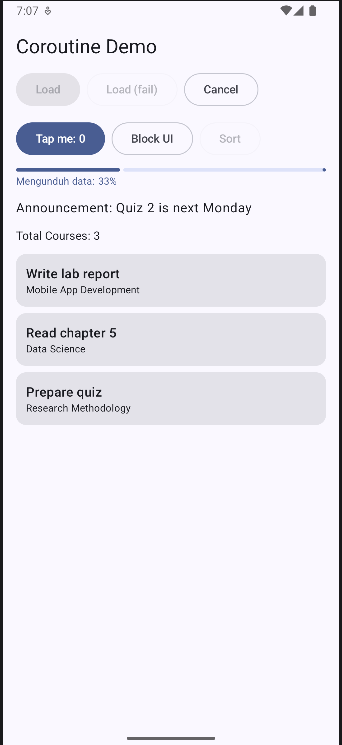 7:07
Coroutine Demo
Load Load (fail) Cancel
Tap me: 0 Block UI Sort
Mengunduh data: 33%
Announcement: Quiz 2 is next Monday
Total Courses: 3
Write lab report
Mobile App Development
Read chapter 5
Data Science
Prepare quiz
Research Methodology